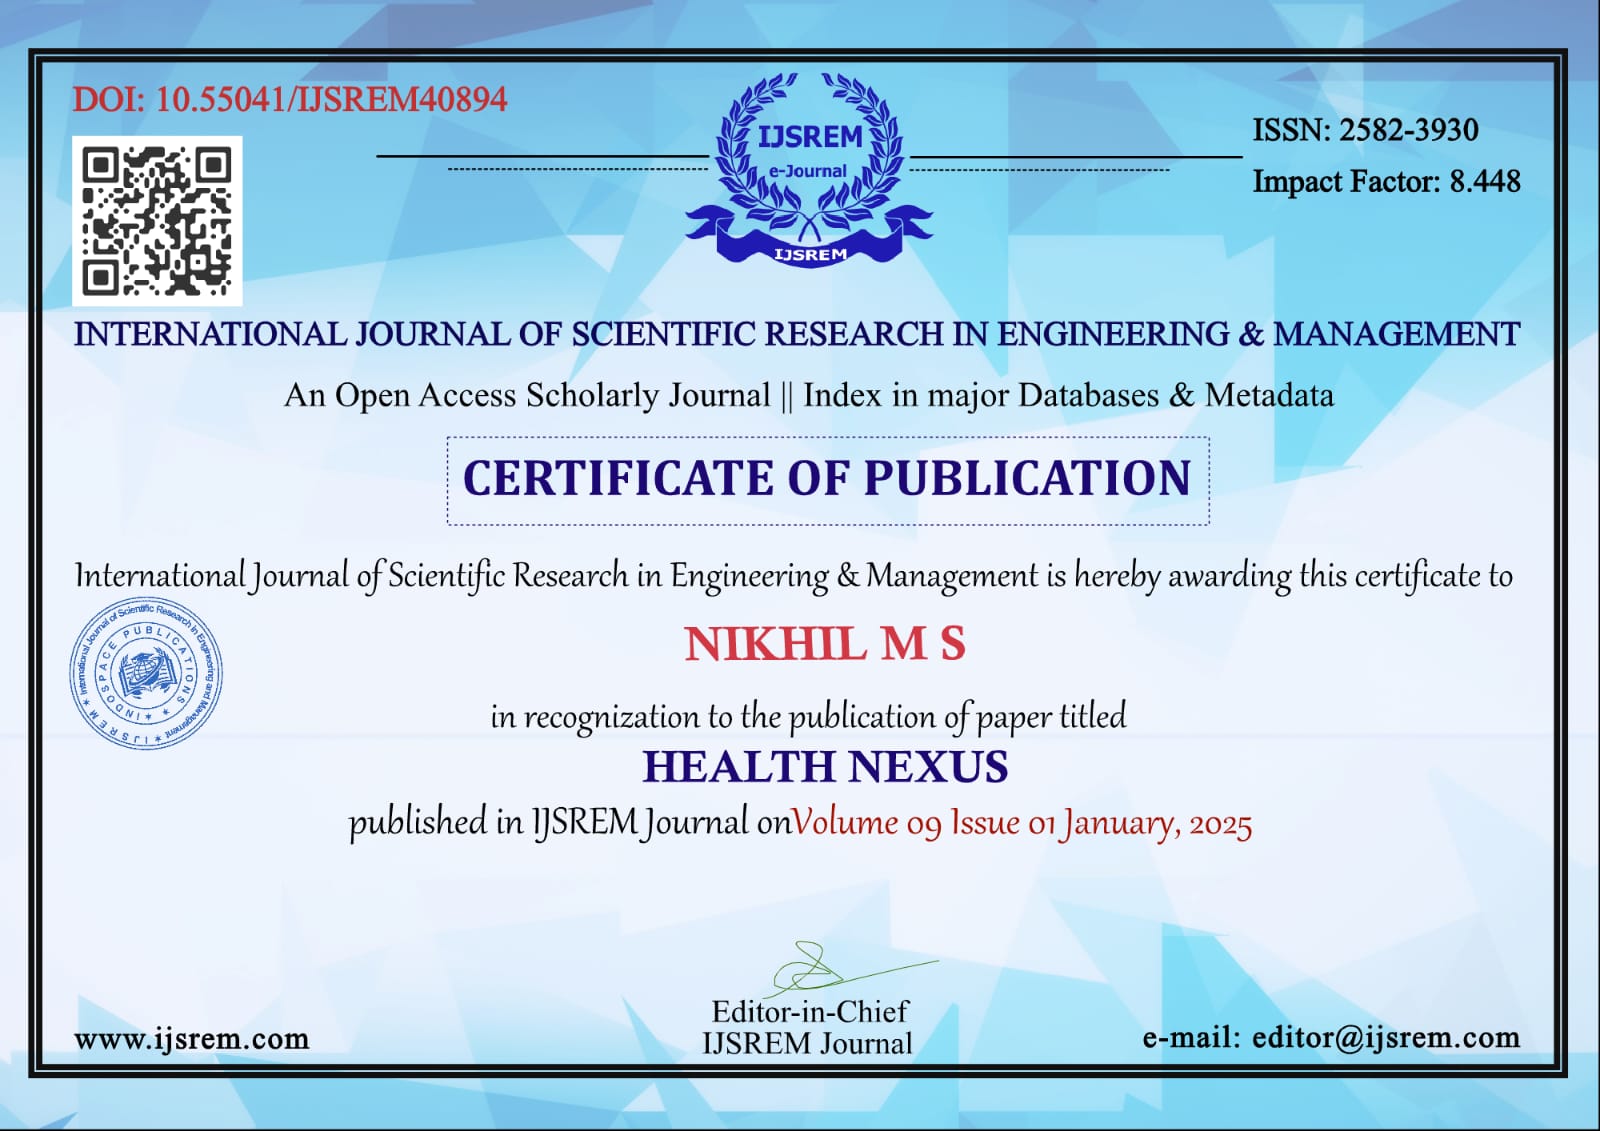 DOI: 10.55041/IJSREM40894
IJSREM
e-Journal
IJSREM
ISSN: 2582-3930
Impact Factor: 8.448
INTERNATIONAL JOURNAL OF SCIENTIFIC RESEARCH IN ENGINEERING & MANAGEMENT
An Open Access Scholarly Journal || Index in major Databases & Metadata
CERTIFICATE OF PUBLICATION
International Journal of Scientific Research in Engineering & Management is hereby awarding this certificate to
International Journal of Scientific Research in Engineering and Management ★ IJSREM ★
INDOSPACE PUBLICATIONS ★ ★
NIKHIL M S
in recognization to the publication of paper titled
HEALTH NEXUS
published in IJSREM Journal onVolume 09 Issue 01 January, 2025
Editor-in-Chief
IJSREM Journal
www.ijsrem.com
e-mail: editor@ijsrem.com